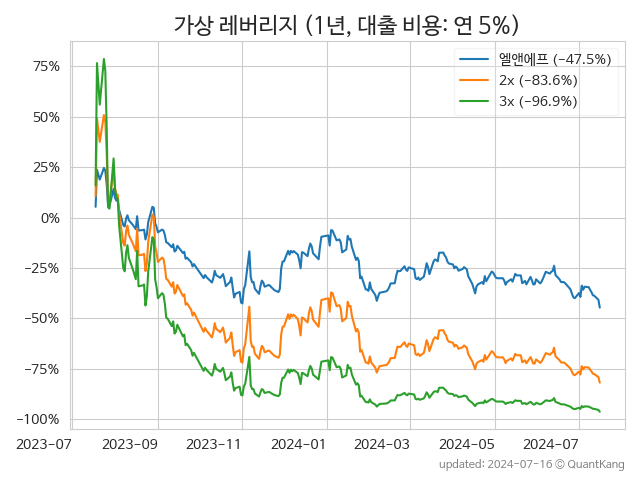 가상 레버리지 (1년, 대출 비용: 연 5%)
엘앤에프 (−47.5%)
2x (−83.6%)
3x (−96.9%)
75%
50%
25%
0%
−25%
−50%
−75%
−100%
2023-07 2023-09 2023-11 2024-01 2024-03 2024-05 2024-07
updated: 2024-07-16 © QuantKang